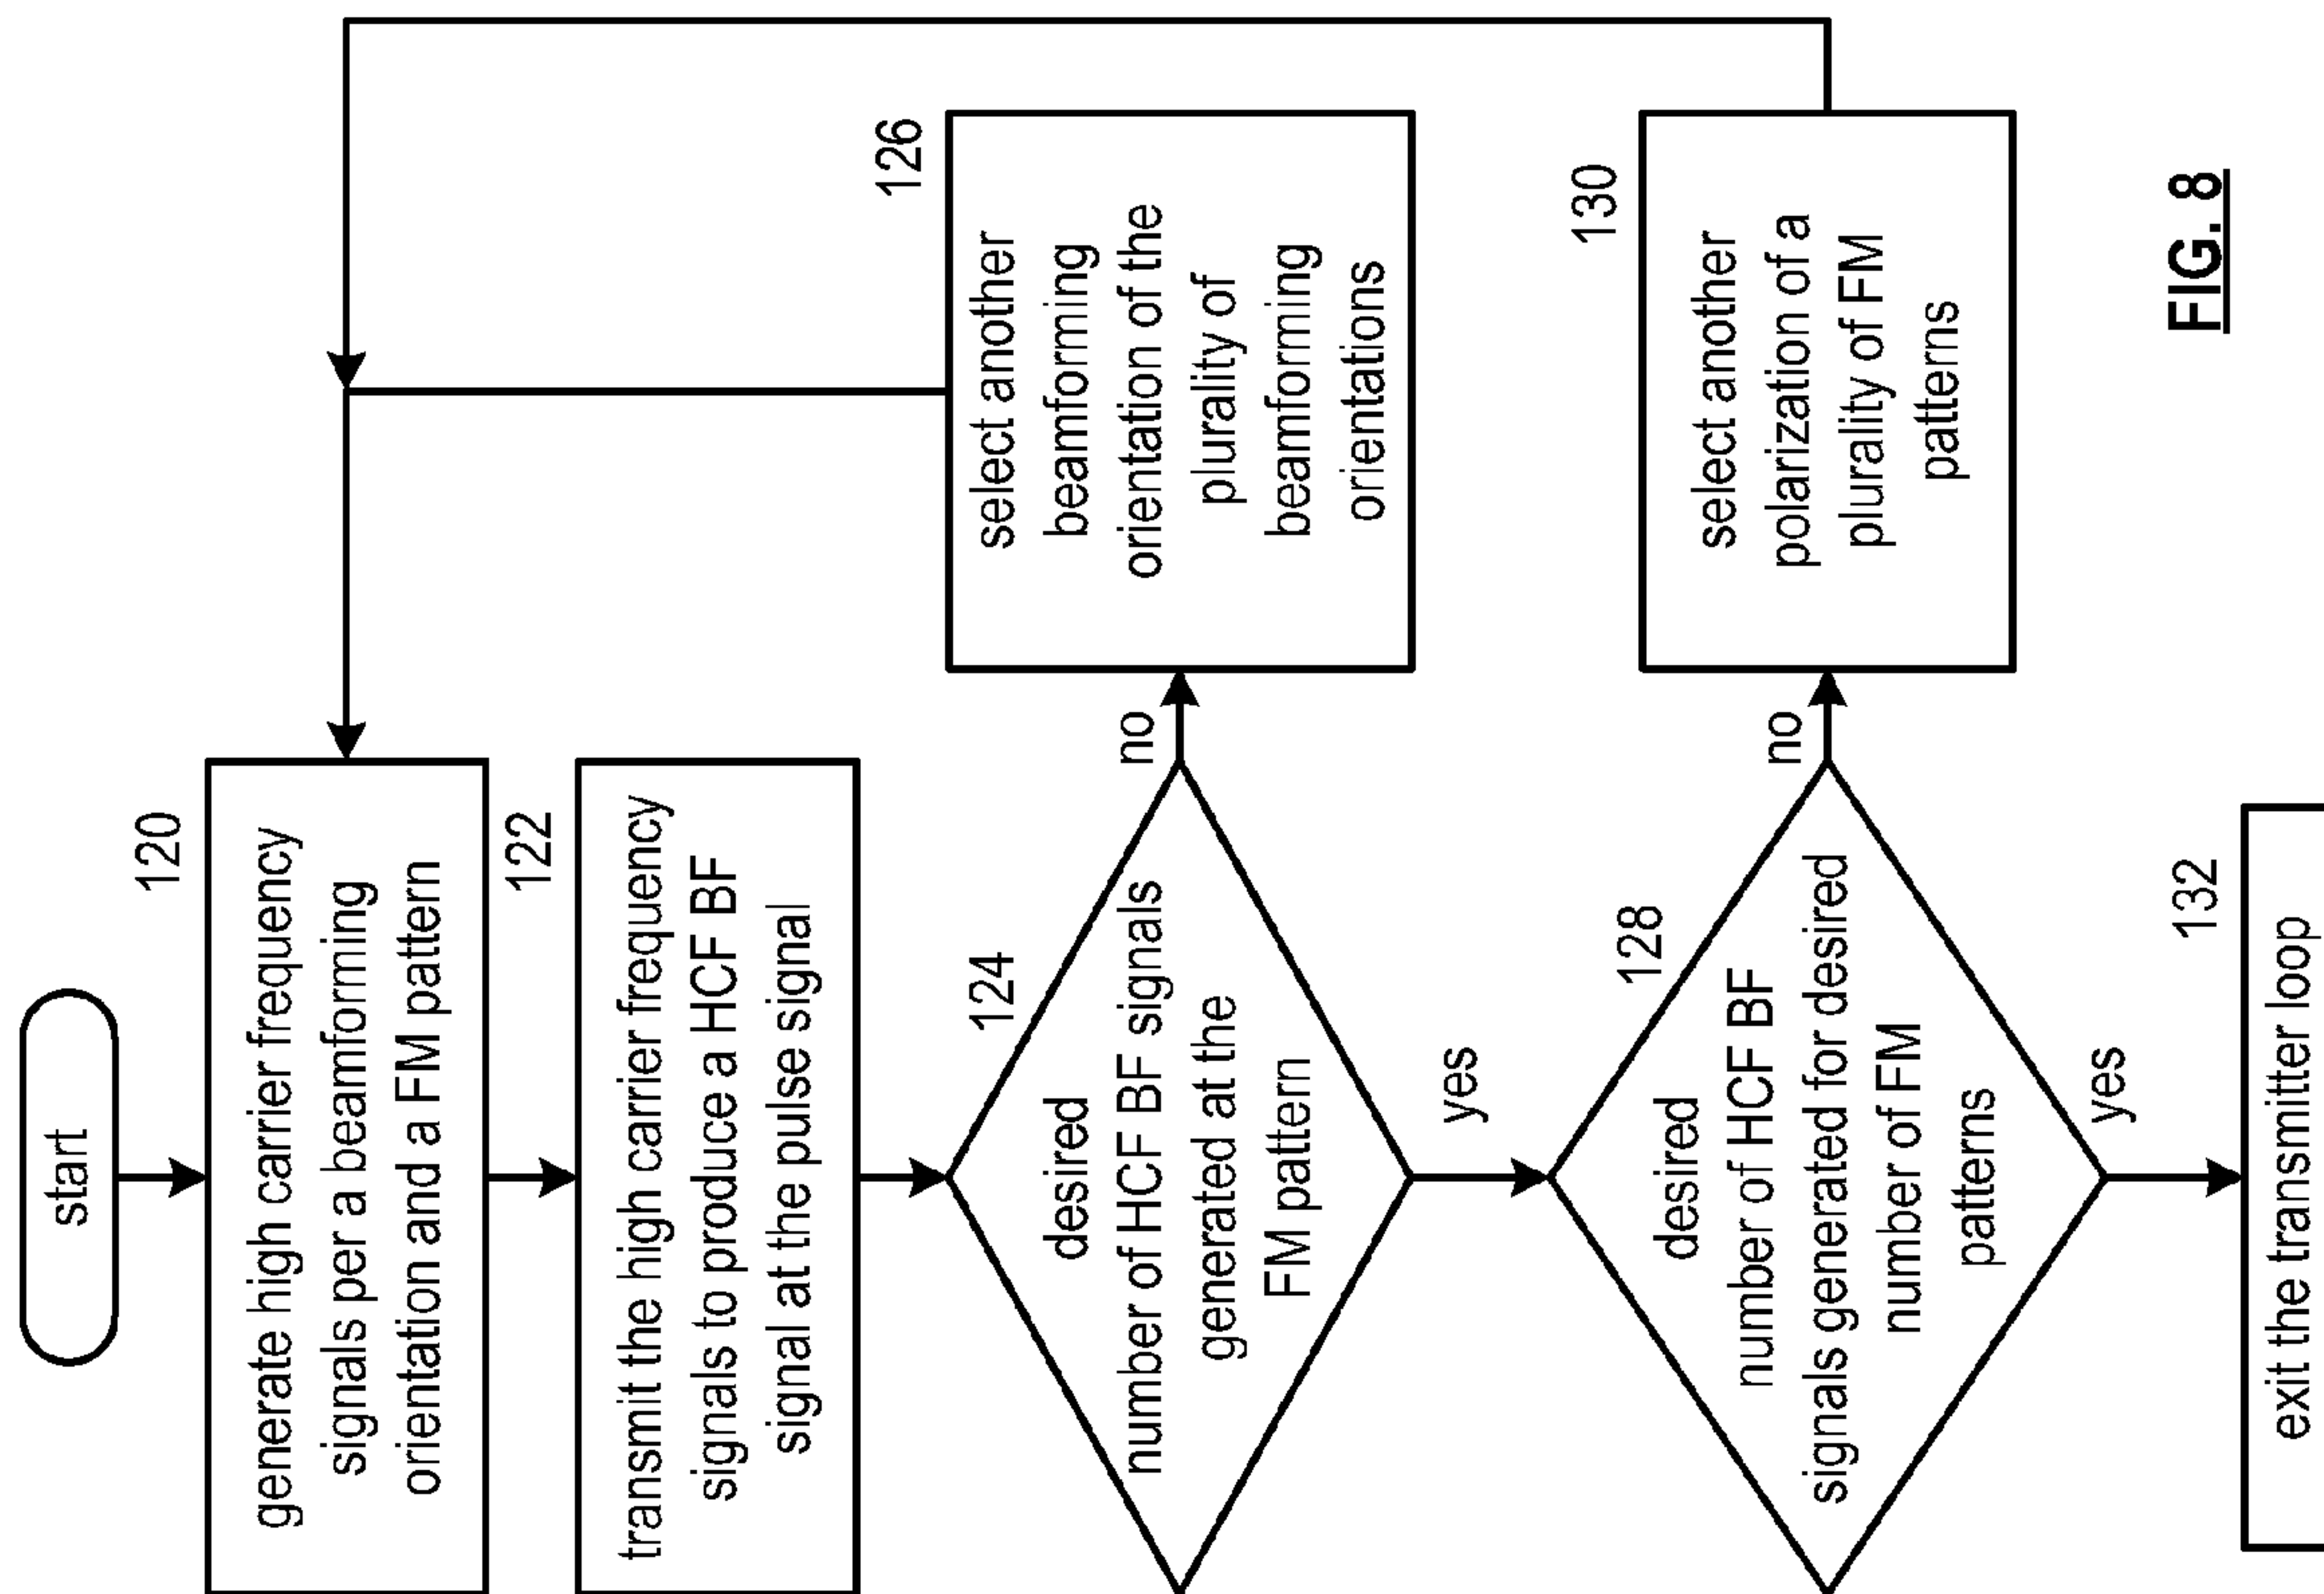 start
120
generate high carrier frequency
signals per a beamforming
orientation and a FM pattern
122
transmit the high carrier frequency
signals to produce a HCF BF
signal at the pulse signal
124
desired
number of HCF BF signals
generated at the
FM pattern
no
126
select another
beamforming
orientation of the
plurality of
beamforming
orientations
yes
128
desired
number of HCF BF
signals generated for desired
number of FM
patterns
no
130
select another
polarization of a
plurality of FM
patterns
yes
132
exit the transmitter loop
FIG. 8